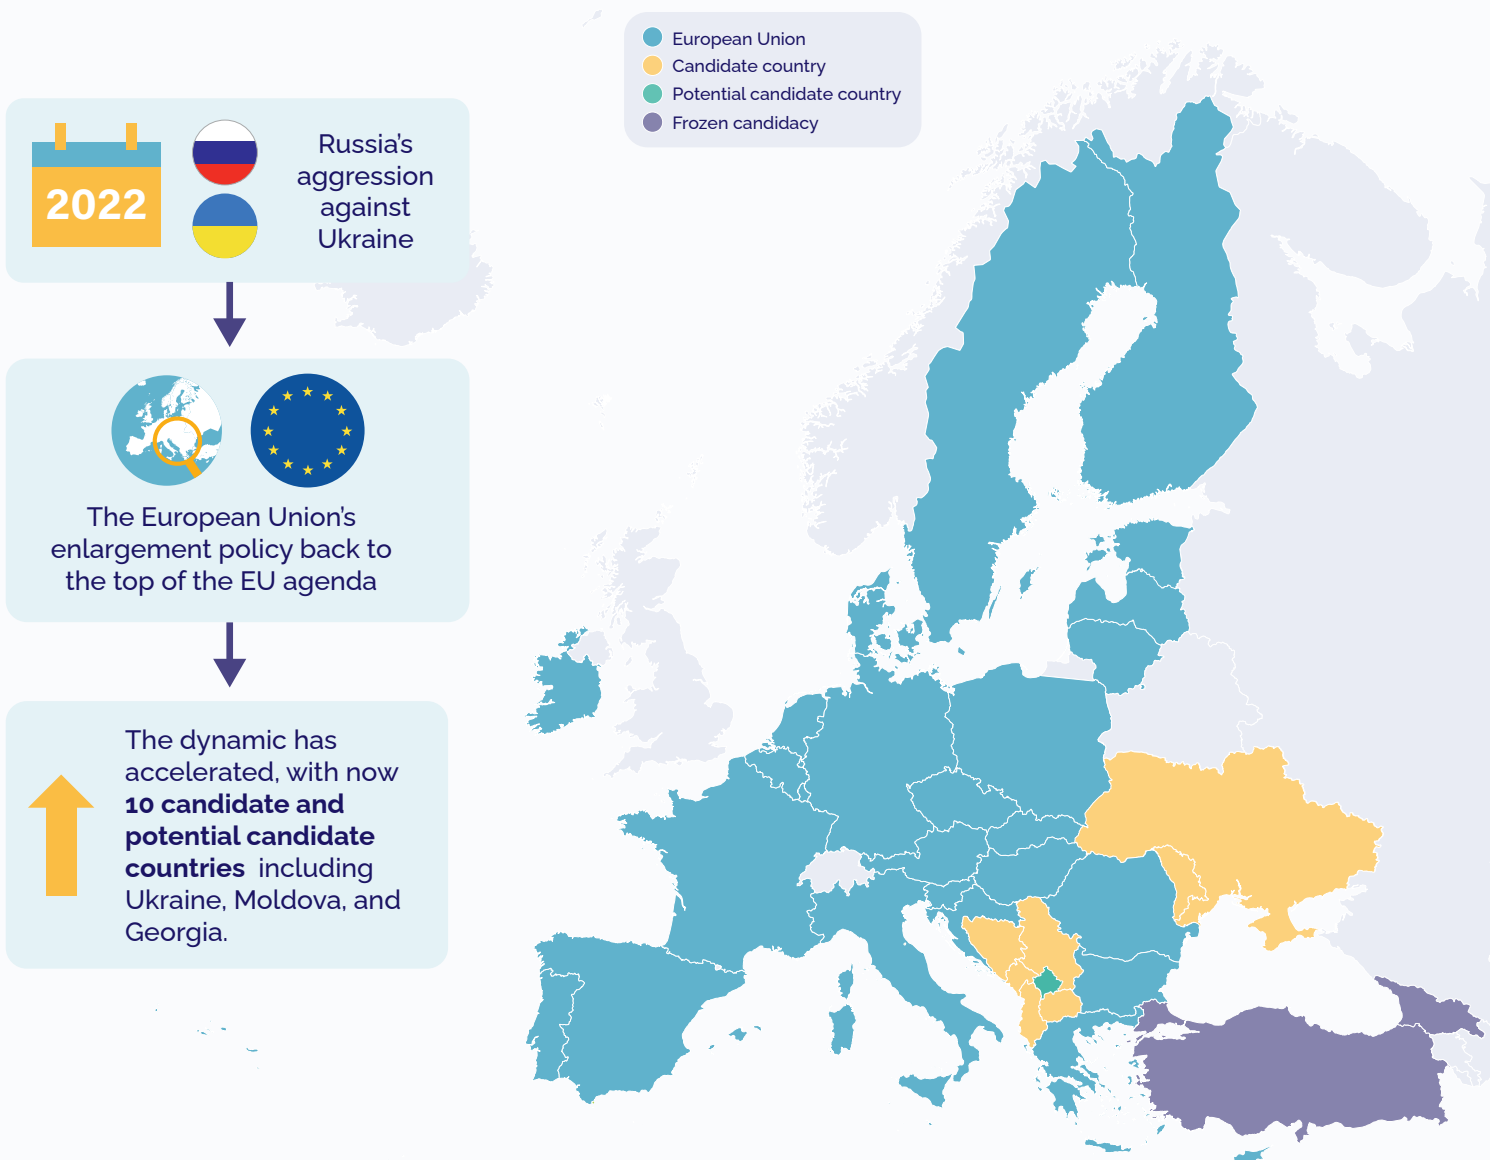 European Union
Candidate country
Potential candidate country
Frozen candidacy
2022
Russia's
aggression
against
Ukraine
The European Union's
enlargement policy back to
the top of the EU agenda
The dynamic has
accelerated, with now
10 candidate and
potential candidate
countries including
Ukraine, Moldova, and
Georgia.